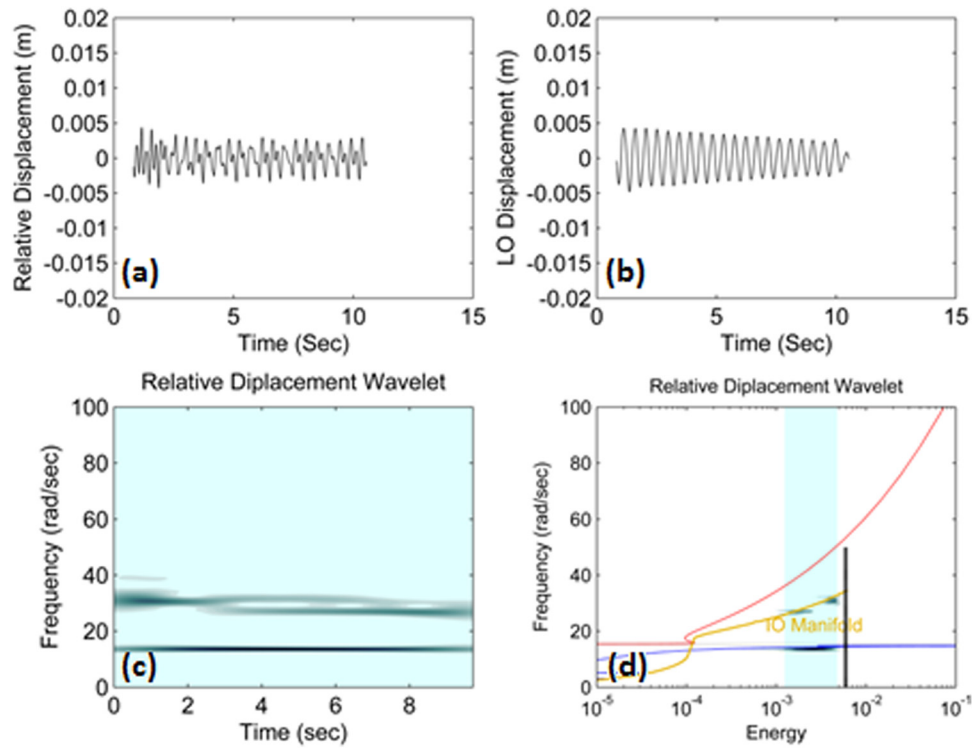 Relative Displacement (m)
0.02
0.015
0.01
0.005
0
-0.005
-0.01
-0.015
-0.02
(a)
0 5 10 15
Time (Sec)
LO Displacement (m)
0.02
0.015
0.01
0.005
0
-0.005
-0.01
-0.015
-0.02
(b)
0 5 10 15
Time (Sec)
Relative Diplacement Wavelet
Frequency (rad/sec)
100
80
60
40
20
0
(c)
0 2 4 6 8
Time (sec)
Relative Diplacement Wavelet
Frequency (rad/sec)
100
80
60
40
20
0
IO Manifold
(d)
10^-5 10^-4 10^-3 10^-2 10^-1
Energy